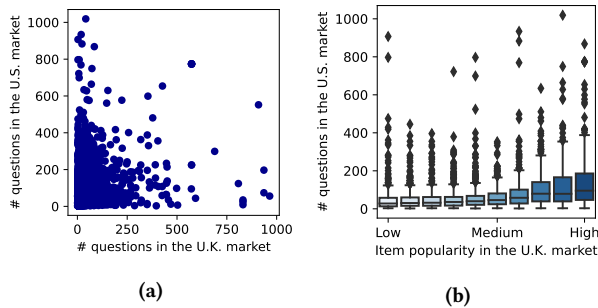 # questions in the U.S. market
1000
800
600
400
200
0
0 250 500 750 1000
# questions in the U.K. market
(a)
# questions in the U.S. market
1000
800
600
400
200
0
Low Medium High
Item popularity in the U.K. market
(b)